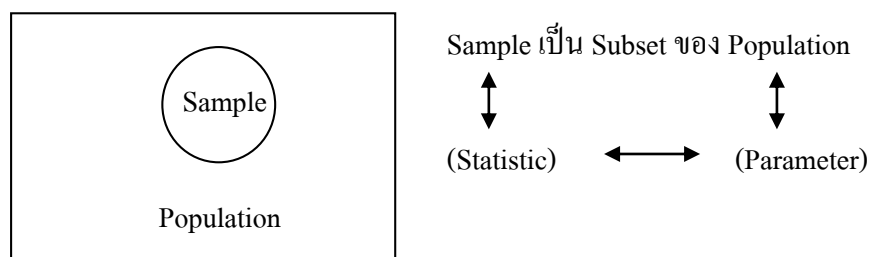 Sample
Population
Sample เป็น Subset ของ Population
(Statistic) (Parameter)